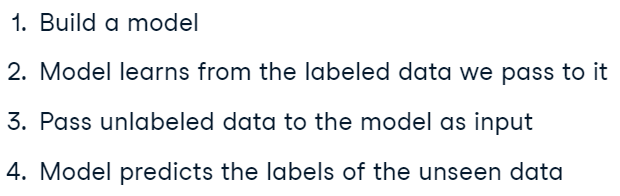 1. Build a model
2. Model learns from the labeled data we pass to it
3. Pass unlabeled data to the model as input
4. Model predicts the labels of the unseen data